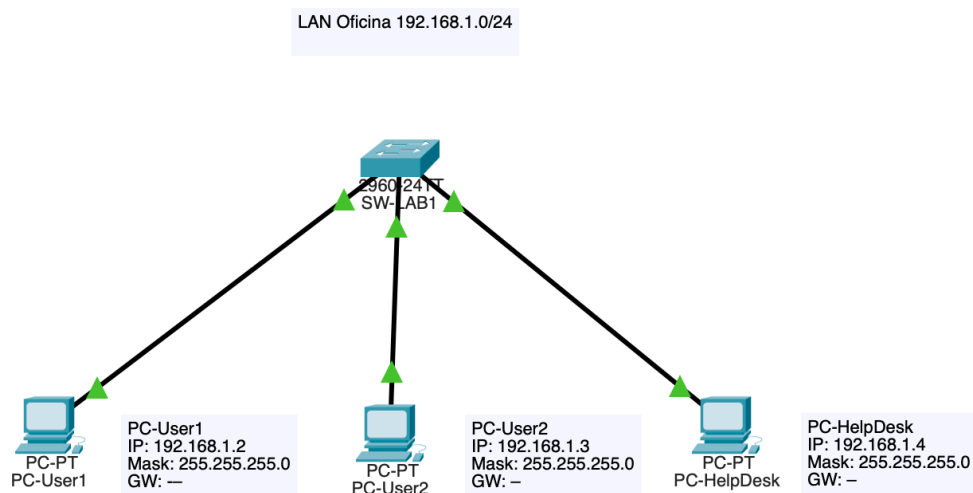 LAN Oficina 192.168.1.0/24
2960-24TT
SW-LAB1
PC-PT
PC-User1
PC-User1
IP: 192.168.1.2
Mask: 255.255.255.0
GW: ---
PC-PT
PC-User2
PC-User2
IP: 192.168.1.3
Mask: 255.255.255.0
GW: –
PC-PT
PC-HelpDesk
PC-HelpDesk
IP: 192.168.1.4
Mask: 255.255.255.0
GW: –